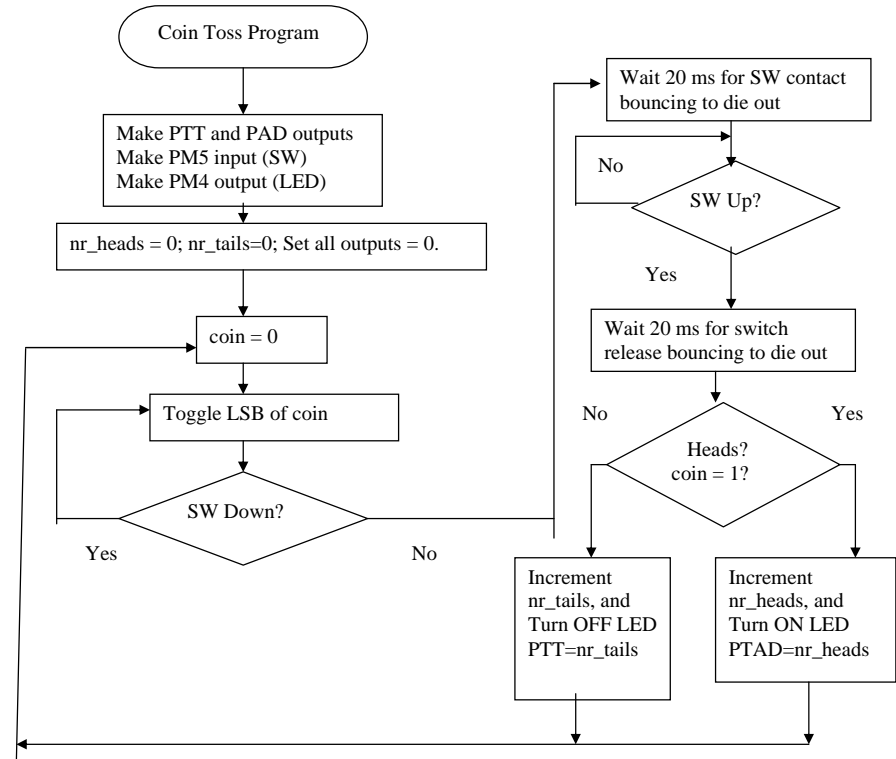 Coin Toss Program
Make PTT and PAD outputs
Make PM5 input (SW)
Make PM4 output (LED)
nr_heads = 0; nr_tails=0; Set all outputs = 0.
coin = 0
Toggle LSB of coin
SW Down?
Yes
No
Wait 20 ms for SW contact
bouncing to die out
No
SW Up?
Yes
Wait 20 ms for switch
release bouncing to die out
No
Yes
Heads?
coin = 1?
Increment
nr_tails, and
Turn OFF LED
PTT=nr_tails
Increment
nr_heads, and
Turn ON LED
PTAD=nr_heads